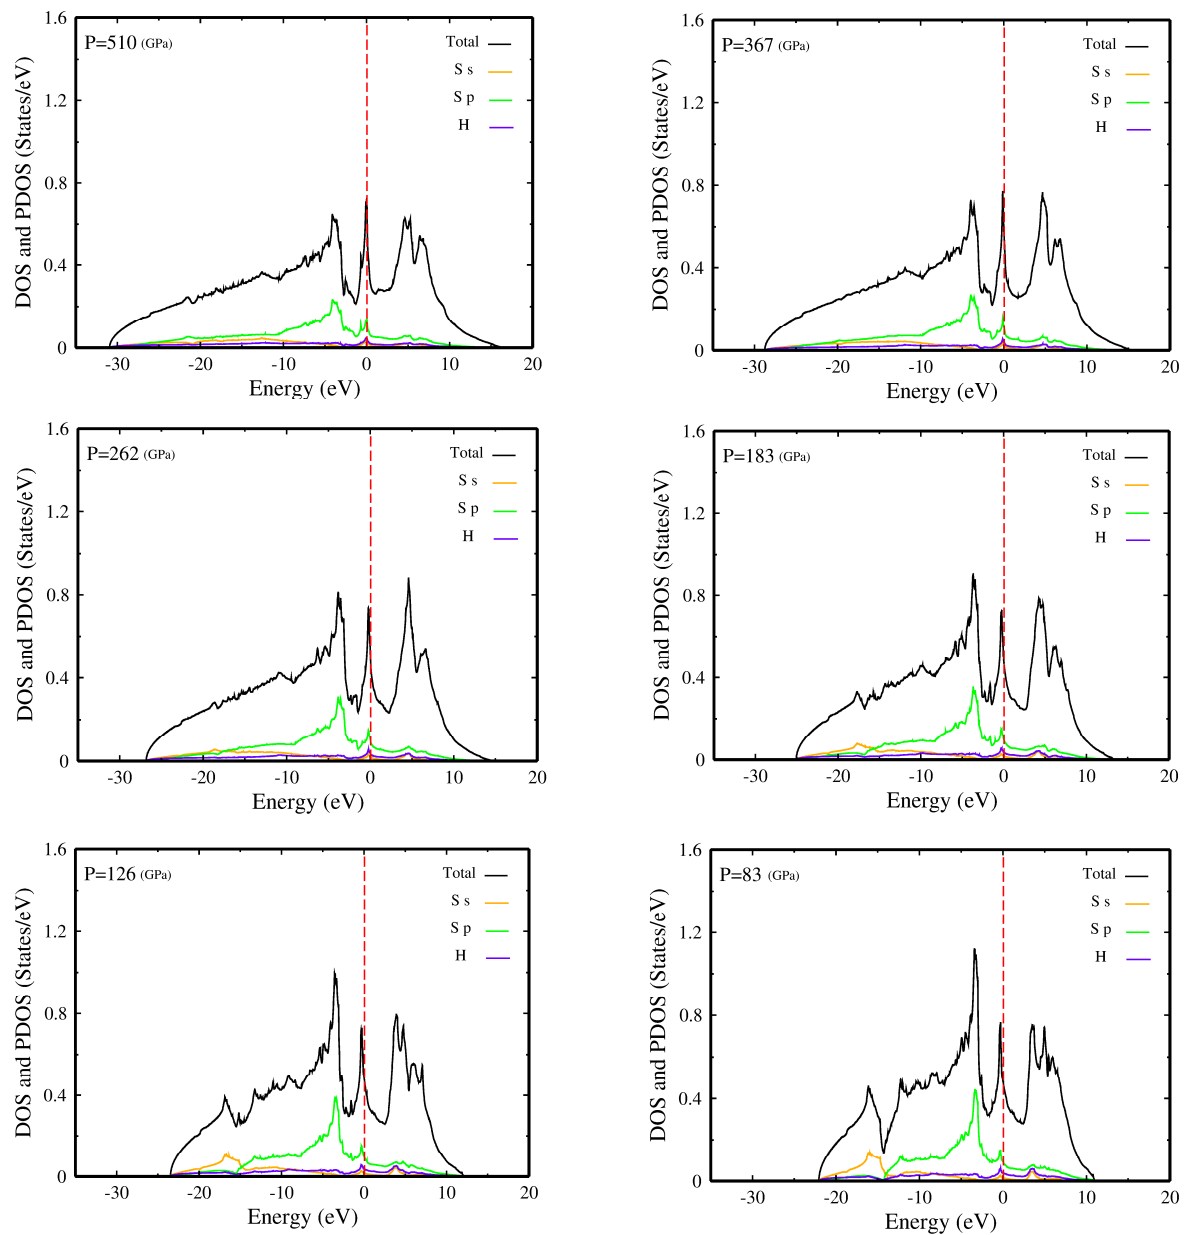 P=510 (GPa)
Total
S s
S p
H
DOS and PDOS (States/eV)
1.6
1.2
0.8
0.4
0
-30 -20 -10 0 10 20
Energy (eV)
P=367 (GPa)
Total
S s
S p
H
DOS and PDOS (States/eV)
1.6
1.2
0.8
0.4
0
-30 -20 -10 0 10 20
Energy (eV)
P=262 (GPa)
Total
S s
S p
H
DOS and PDOS (States/eV)
1.6
1.2
0.8
0.4
0
-30 -20 -10 0 10 20
Energy (eV)
P=183 (GPa)
Total
S s
S p
H
DOS and PDOS (States/eV)
1.6
1.2
0.8
0.4
0
-30 -20 -10 0 10 20
Energy (eV)
P=126 (GPa)
Total
S s
S p
H
DOS and PDOS (States/eV)
1.6
1.2
0.8
0.4
0
-30 -20 -10 0 10 20
Energy (eV)
P=83 (GPa)
Total
S s
S p
H
DOS and PDOS (States/eV)
1.6
1.2
0.8
0.4
0
-30 -20 -10 0 10 20
Energy (eV)